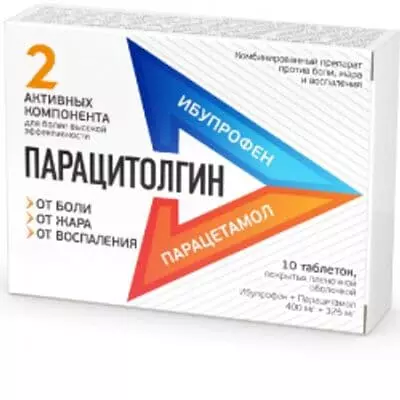 2
АКТИВНЫХ
КОМПОНЕНТА
для более высокой
эффективности
Комбинированный препарат
против боли, жара
и воспаления
ИБУПРОФЕН
ПАРАЦИТОЛГИН
ПАРАЦЕТАМОЛ
ОТ БОЛИ
ОТ ЖАРА
ОТ ВОСПАЛЕНИЯ
10 таблеток,
покрытых пленочной
оболочкой
Ибупрофен + Парацетамол
400 мг + 325 мг